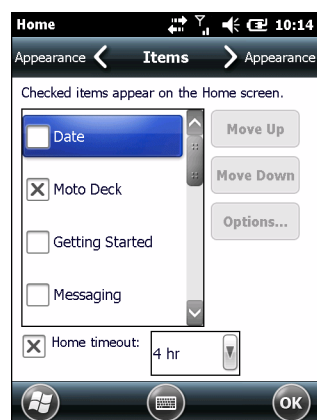 Home 10:14
Appearance Items Appearance
Checked items appear on the Home screen.
Date
Moto Deck
Getting Started
Messaging
Move Up
Move Down
Options...
Home timeout: 4 hr
OK